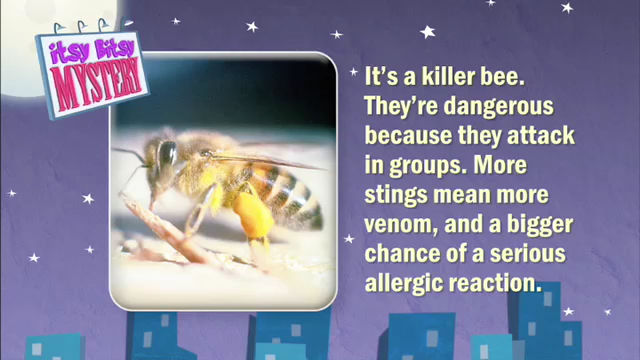 itsy Bitsy
MYSTERY
It's a killer bee.
They're dangerous
because they attack
in groups. More
stings mean more
venom, and a bigger
chance of a serious
allergic reaction.